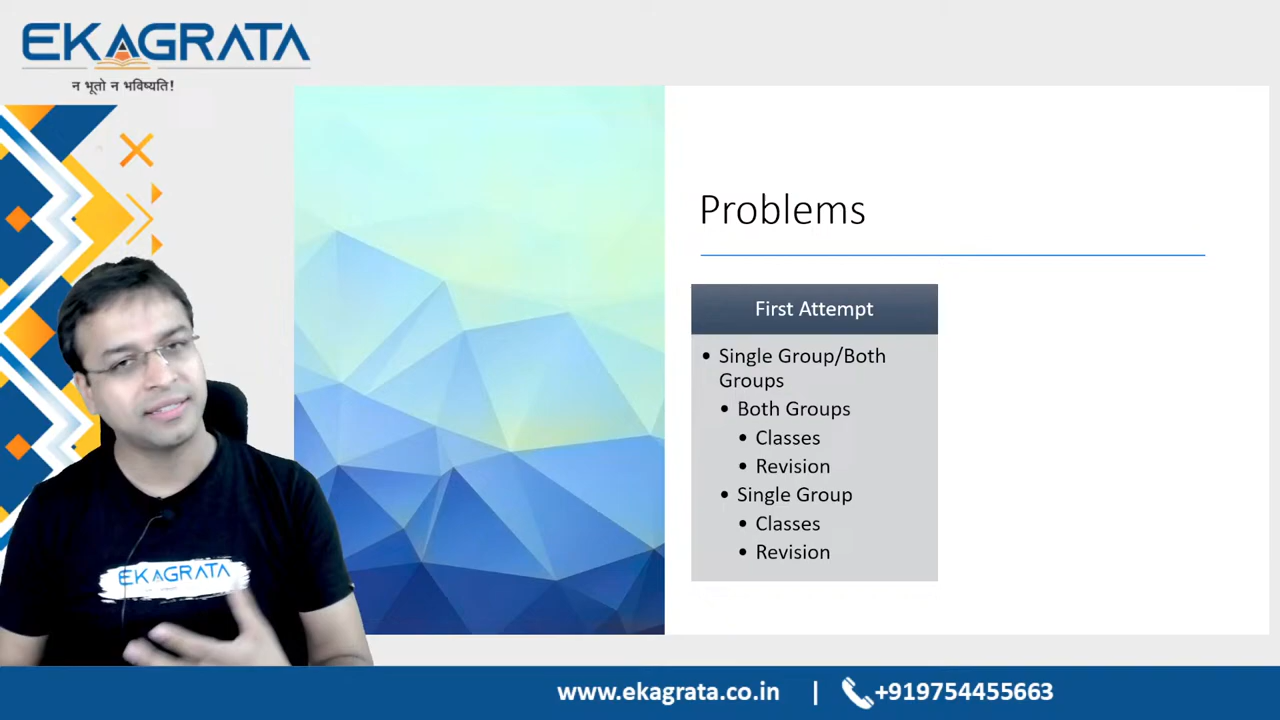 EKAGRATA
न भूतो न भविष्यति!
Problems
First Attempt
• Single Group/Both
Groups
• Both Groups
• Classes
• Revision
• Single Group
• Classes
• Revision
EKAGRATA
www.ekagrata.co.in | +919754455663